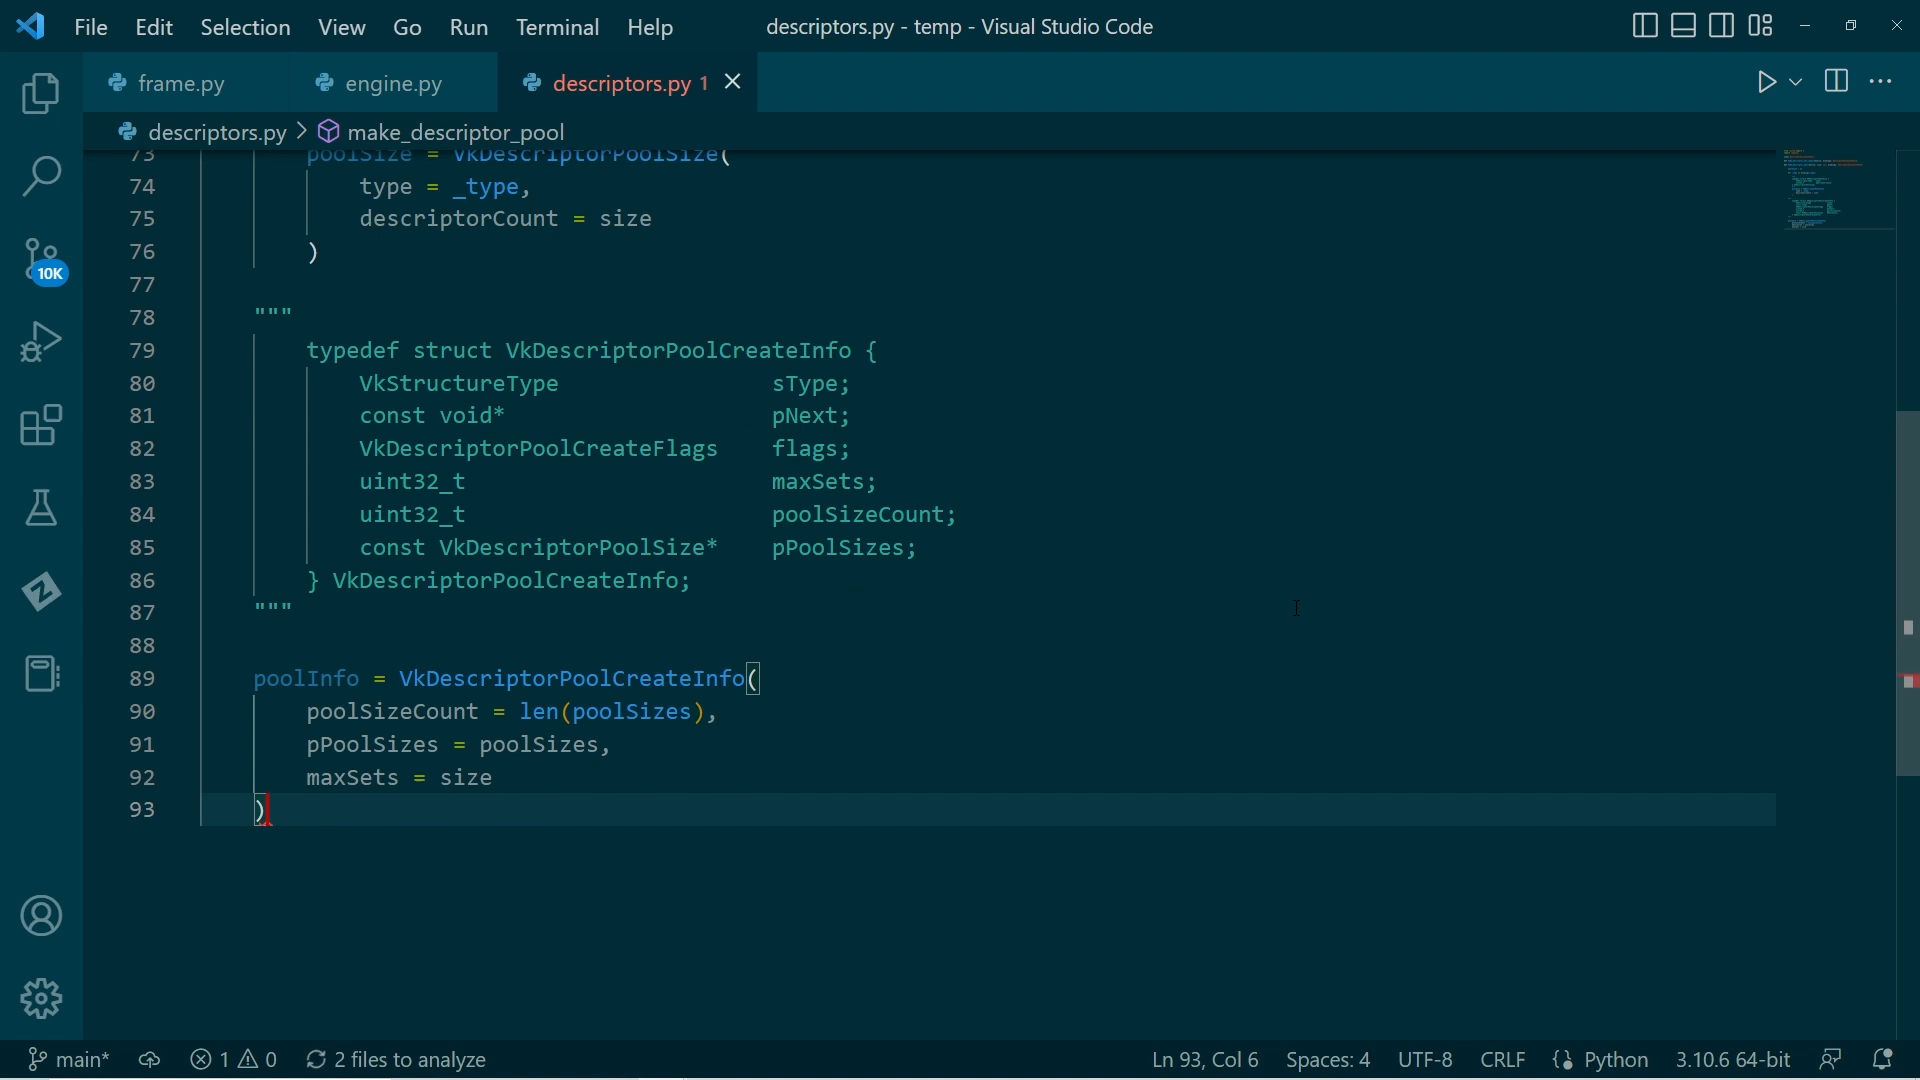 File Edit Selection View Go Run Terminal Help descriptors.py - temp - Visual Studio Code
frame.py engine.py descriptors.py 1
descriptors.py > make_descriptor_pool
73 poolSize = VkDescriptorPoolSize(
74 type = _type,
75 descriptorCount = size
76 )
77
78 """
79 typedef struct VkDescriptorPoolCreateInfo {
80 VkStructureType sType;
81 const void* pNext;
82 VkDescriptorPoolCreateFlags flags;
83 uint32_t maxSets;
84 uint32_t poolSizeCount;
85 const VkDescriptorPoolSize* pPoolSizes;
86 } VkDescriptorPoolCreateInfo;
87 """
88
89 poolInfo = VkDescriptorPoolCreateInfo(
90 poolSizeCount = len(poolSizes),
91 pPoolSizes = poolSizes,
92 maxSets = size
93 )
10K
main* 1 0 2 files to analyze Ln 93, Col 6 Spaces: 4 UTF-8 CRLF Python 3.10.6 64-bit